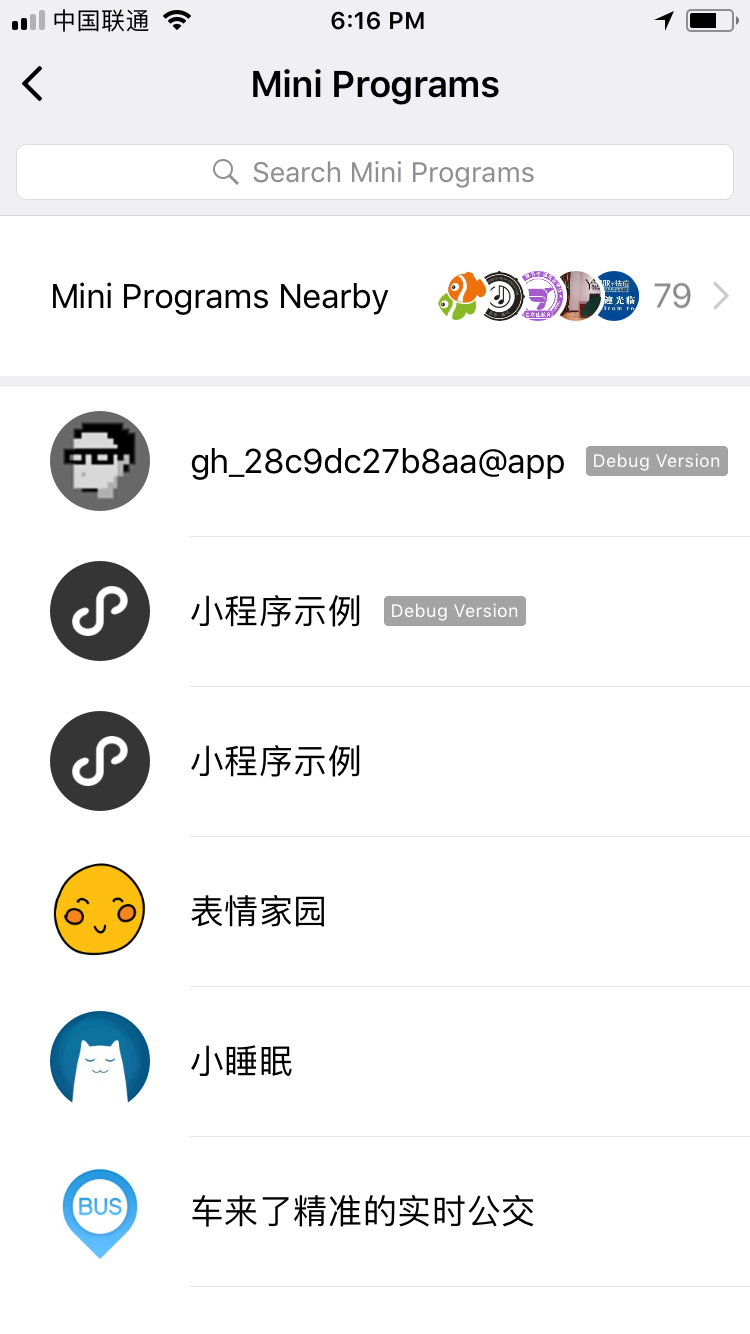 中国联通 6:16 PM
Mini Programs
Search Mini Programs
Mini Programs Nearby 79
gh_28c9dc27b8aa@app Debug Version
小程序示例 Debug Version
小程序示例
表情家园
小睡眠
BUS 车来了精准的实时公交